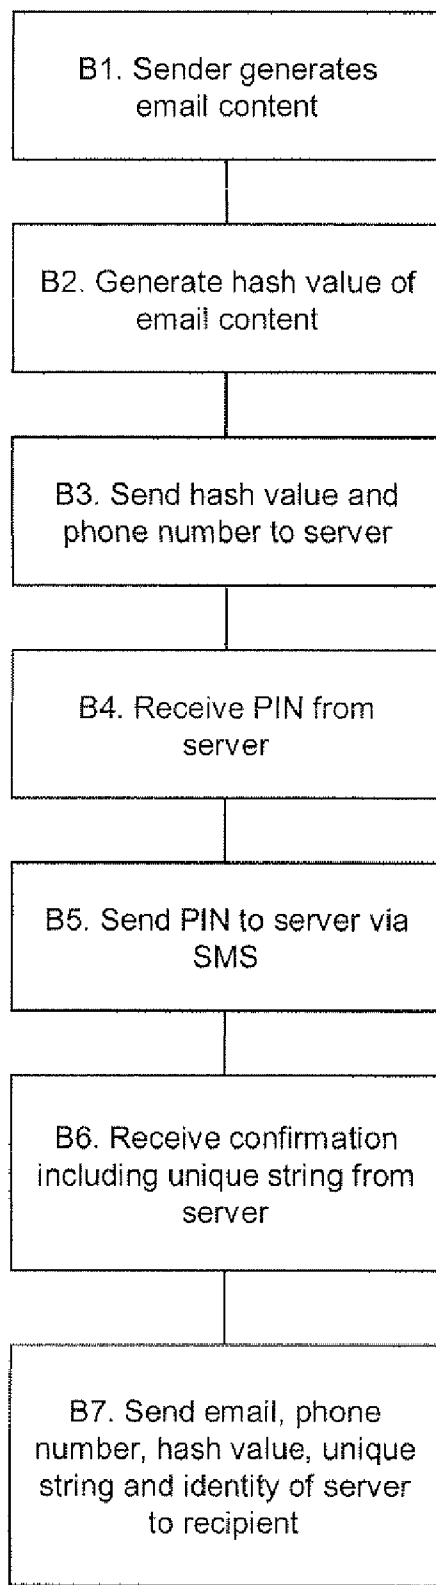 B1. Sender generates
email content
B2. Generate hash value of
email content
B3. Send hash value and
phone number to server
B4. Receive PIN from
server
B5. Send PIN to server via
SMS
B6. Receive confirmation
including unique string from
server
B7. Send email, phone
number, hash value, unique
string and identity of server
to recipient